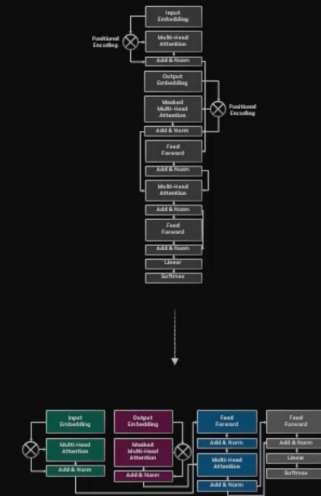 Input
Embedding
Positional
Encoding
Multi-Head
Attention
Add & Norm
Output
Embedding
Masked
Multi-Head
Attention
Positional
Encoding
Add & Norm
Feed
Forward
Add & Norm
Multi-Head
Attention
Add & Norm
Feed
Forward
Add & Norm
Linear
Softmax
Input
Embedding
Output
Embedding
Feed
Forward
Feed
Forward
Multi-Head
Attention
Masked
Multi-Head
Attention
Add & Norm
Add & Norm
Multi-Head
Attention
Linear
Add & Norm
Add & Norm
Softmax
Add & Norm